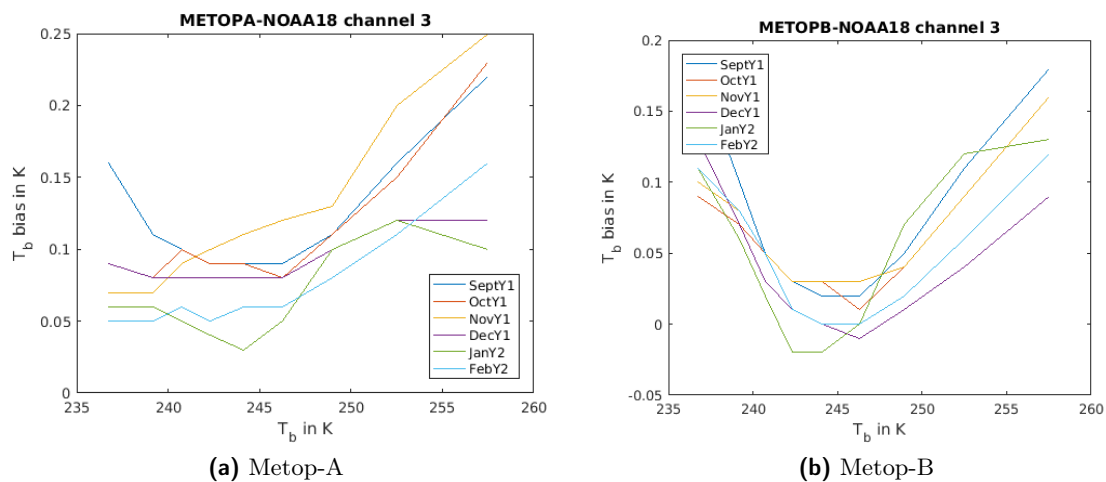 METOPA-NOAA18 channel 3
0.25
0.2
0.15
0.1
0.05
0
T_b bias in K
SeptY1
OctY1
NovY1
DecY1
JanY2
FebY2
235 240 245 250 255 260
T_b in K
(a) Metop-A
METOPB-NOAA18 channel 3
0.2
0.15
0.1
0.05
0
-0.05
T_b bias in K
SeptY1
OctY1
NovY1
DecY1
JanY2
FebY2
235 240 245 250 255 260
T_b in K
(b) Metop-B